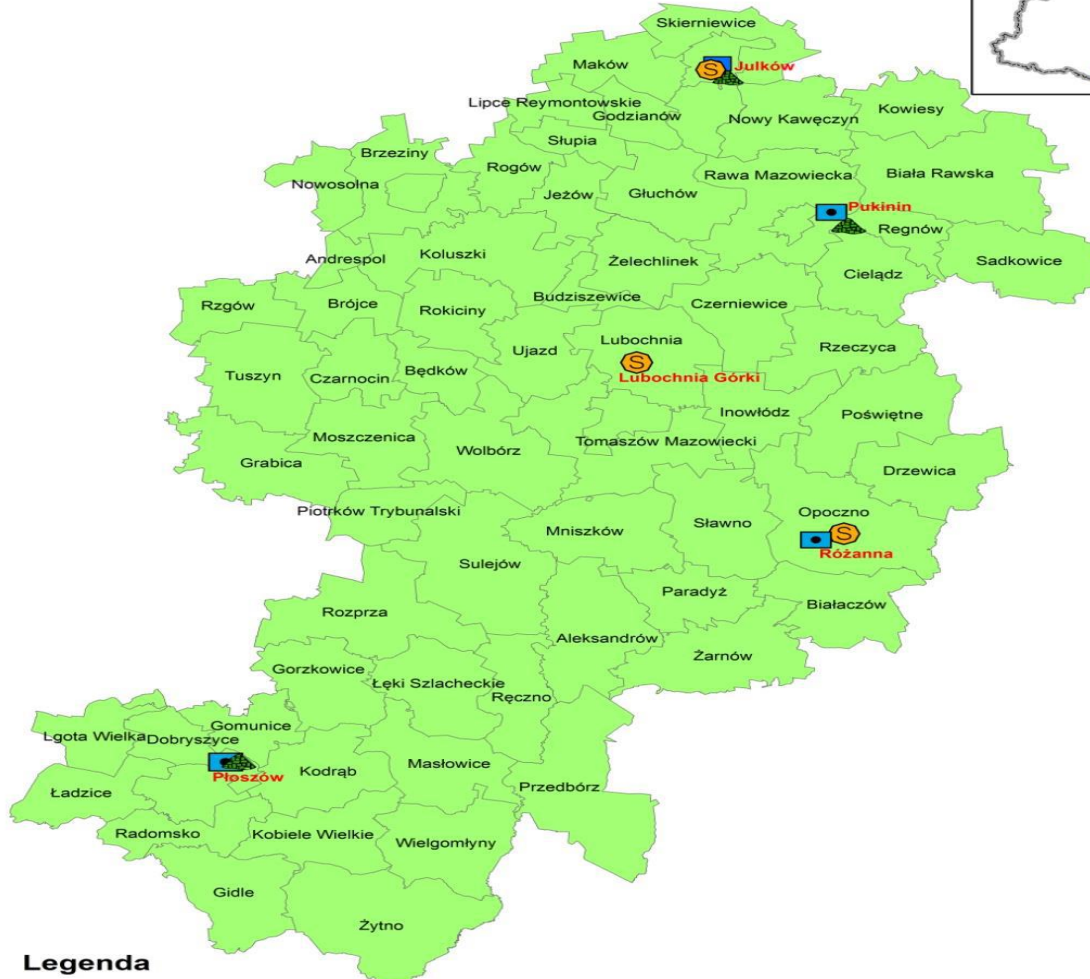 Skierniewice
Maków
S
Julków
Lipce Reymontowskie
Godzianów
Nowy Kawęczyn
Kowiesy
Słupia
Brzeziny
Rogów
Nowosolna
Jeżów
Głuchów
Rawa Mazowiecka
Biała Rawska
Pukinin
Regnów
Andrespol
Koluszki
Żelechlinek
Cielądz
Sadkowice
Rzgów
Brójce
Rokiciny
Budziszewice
Czerniewice
Lubochnia
Ujazd
Rzeczyca
S
Tuszyn
Czarnocin
Będków
Lubochnia Górki
Inowłódz
Poświętne
Moszczenica
Tomaszów Mazowiecki
Wolbórz
Grabica
Drzewica
Piotrków Trybunalski
Opoczno
Mniszków
Sławno
S
Różanna
Sulejów
Paradyż
Białaczów
Rozprza
Aleksandrów
Żarnów
Gorzkowice
Łęki Szlacheckie
Ręczno
Gomunice
Lgota Wielka
Dobryszyce
Masłowice
Kodrąb
Płoszów
Przedbórz
Ładzice
Radomsko
Kobiele Wielkie
Wielgomłyny
Gidle
Żytno
Legenda